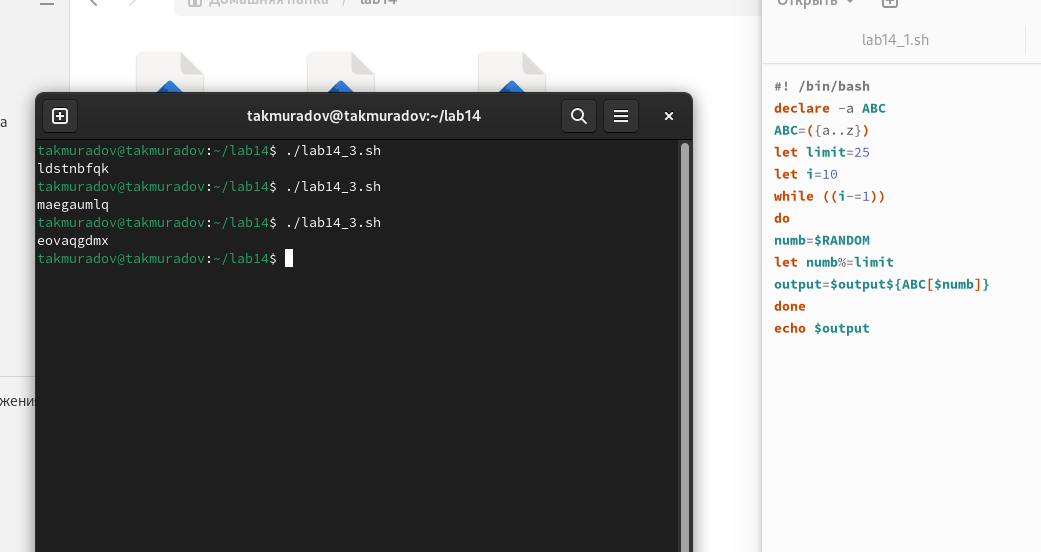 Домашняя папка / lab14
Открыть
lab14_1.sh
а
жения
takmuradov@takmuradov:~/lab14
takmuradov@takmuradov:~/lab14$ ./lab14_3.sh
ldstnbfqk
takmuradov@takmuradov:~/lab14$ ./lab14_3.sh
maegaumlq
takmuradov@takmuradov:~/lab14$ ./lab14_3.sh
eovaqgdmx
takmuradov@takmuradov:~/lab14$
#! /bin/bash
declare -a ABC
ABC=({a..z})
let limit=25
let i=10
while ((i-=1))
do
numb=$RANDOM
let numb%=limit
output=$output${ABC[$numb]}
done
echo $output